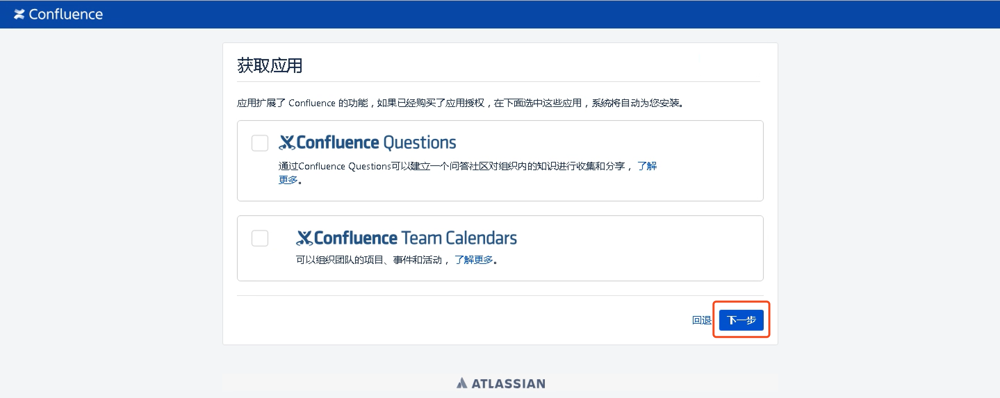 Confluence
获取应用
应用扩展了 Confluence 的功能，如果已经购买了应用授权，在下面选中这些应用，系统将自动为您安装。
Confluence Questions
通过Confluence Questions可以建立一个问答社区对组织内的知识进行收集和分享，了解
更多。
Confluence Team Calendars
可以组织团队的项目、事件和活动，了解更多。
回退 下一步
ATLASSIAN